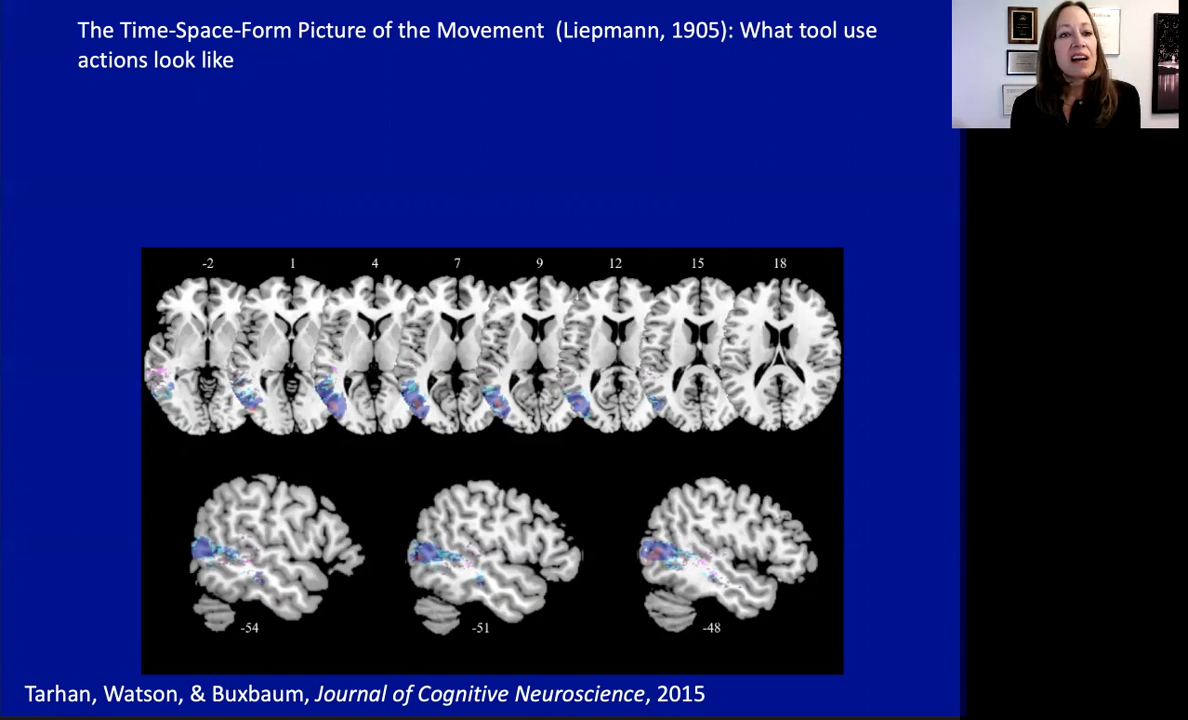 The Time-Space-Form Picture of the Movement (Liepmann, 1905): What tool use
actions look like
-2 1 4 7 9 12 15 18
-54 -51 -48
Tarhan, Watson, & Buxbaum, Journal of Cognitive Neuroscience, 2015